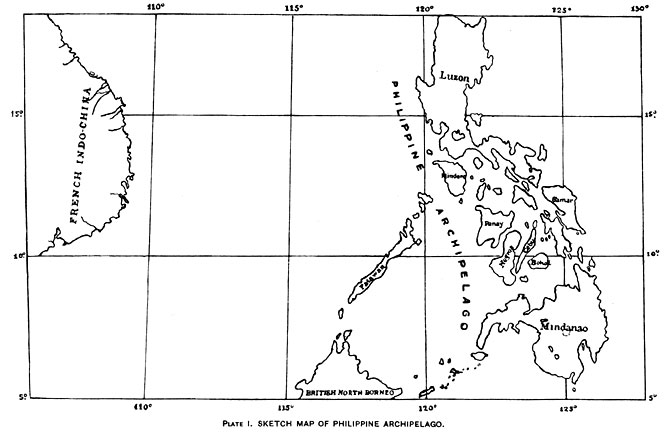 110° 115° 120° 125° 130°
Luzon
15° 15°
FRENCH INDO-CHINA
PHILIPPINE
ARCHIPELAGO
Mindoro
Samar
Panay
Negros
Cebu
Bohol
10° 10°
Palawan
Mindanao
BRITISH NORTH BORNEO
5° 5°
110° 115° 120° 125°
PLATE I. SKETCH MAP OF PHILIPPINE ARCHIPELAGO.